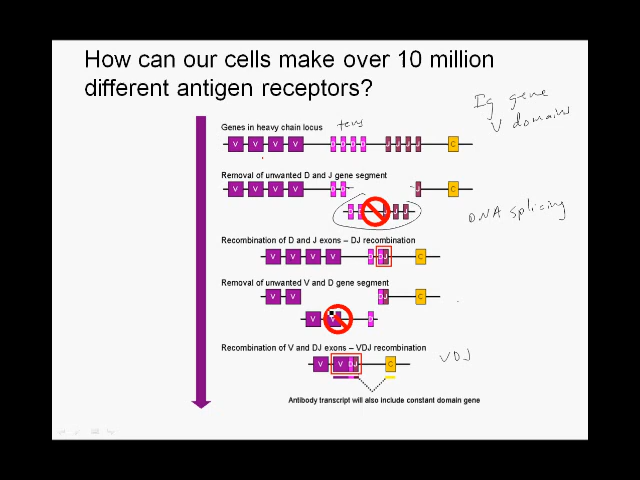 How can our cells make over 10 million
different antigen receptors?
Ig gene
V domains
tens
Genes in heavy chain locus
V V V V D D D D J J J J C
Removal of unwanted D and J gene segment
V V V V D D J C
D D J J J
DNA splicing
Recombination of D and J exons – DJ recombination
V V V V D DJ C
Removal of unwanted V and D gene segment
V V DJ C
V V D
Recombination of V and DJ exons – VDJ recombination
V V DJ C
VDJ
Antibody transcript will also include constant domain gene